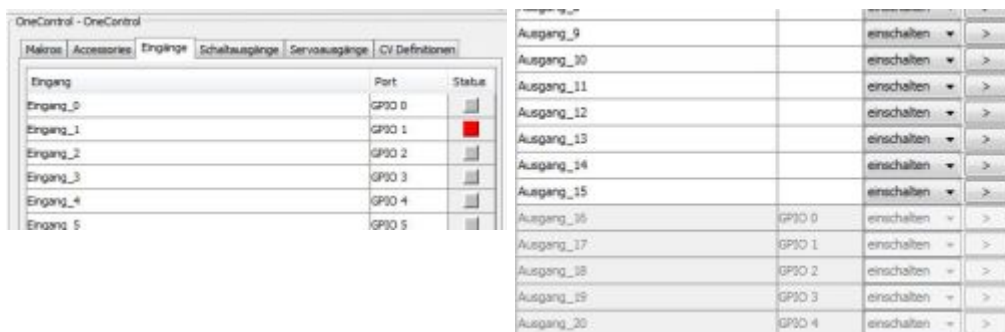 OneControl - OneControl
Makros Accessories Eingänge Schaltausgänge Servoausgänge CV Definitionen
Eingang Port Status
Eingang_0 GPIO 0
Eingang_1 GPIO 1
Eingang_2 GPIO 2
Eingang_3 GPIO 3
Eingang_4 GPIO 4
Eingang_5 GPIO 5
Ausgang_9 einschalten >
Ausgang_10 einschalten >
Ausgang_11 einschalten >
Ausgang_12 einschalten >
Ausgang_13 einschalten >
Ausgang_14 einschalten >
Ausgang_15 einschalten >
Ausgang_16 GPIO 0 einschalten >
Ausgang_17 GPIO 1 einschalten >
Ausgang_18 GPIO 2 einschalten >
Ausgang_19 GPIO 3 einschalten >
Ausgang_20 GPIO 4 einschalten >